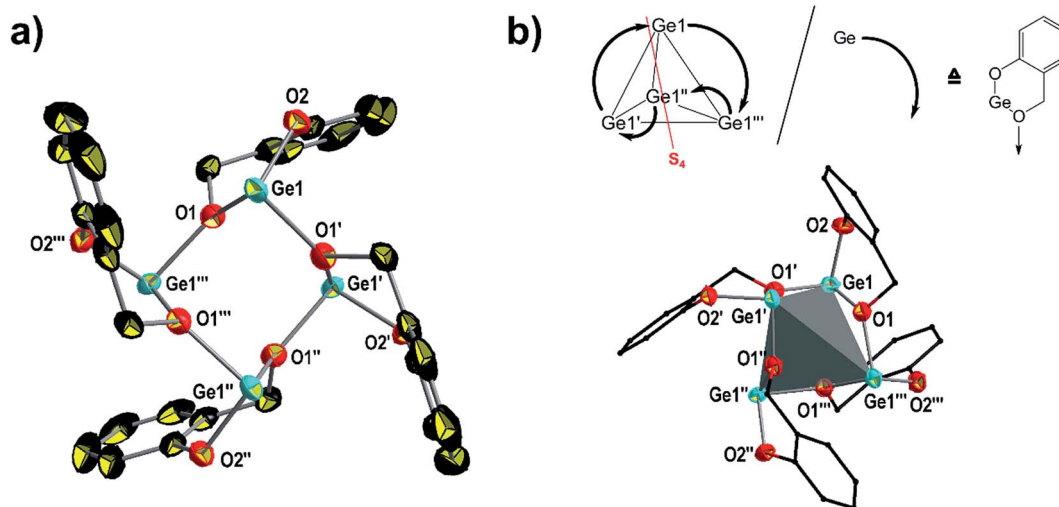 a)
O2
Ge1
O1
O1'
O2'''
Ge1'''
Ge1'
O1'''
O2'
O1''
Ge1''
O2''
b)
Ge1
Ge1''
Ge1'
Ge1'''
S₄
Ge
≙
O
Ge
O
O2
O1'
Ge1
O2'
Ge1'
O1
O1''
Ge1''
O1'''
Ge1'''
O2'''
O2''